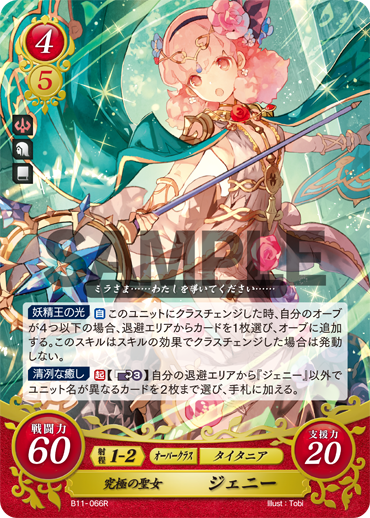 4
5
SAMPLE
ミラさま……わたしを導いてください……
妖精王の光 自 このユニットにクラスチェンジした時、自分のオーブ
が4つ以下の場合、退避エリアからカードを1枚選び、オーブに追加
する。このスキルはスキルの効果でクラスチェンジした場合は発動
しない。
清冽な癒し 起【 3】自分の退避エリアから『ジェニー』以外で
ユニット名が異なるカードを2枚まで選び、手札に加える。
戦闘力
60
射程 1-2 オーバークラス タイタニア
支援力
20
究極の聖女 ジェニー
B11-066R
Illust:Tobi